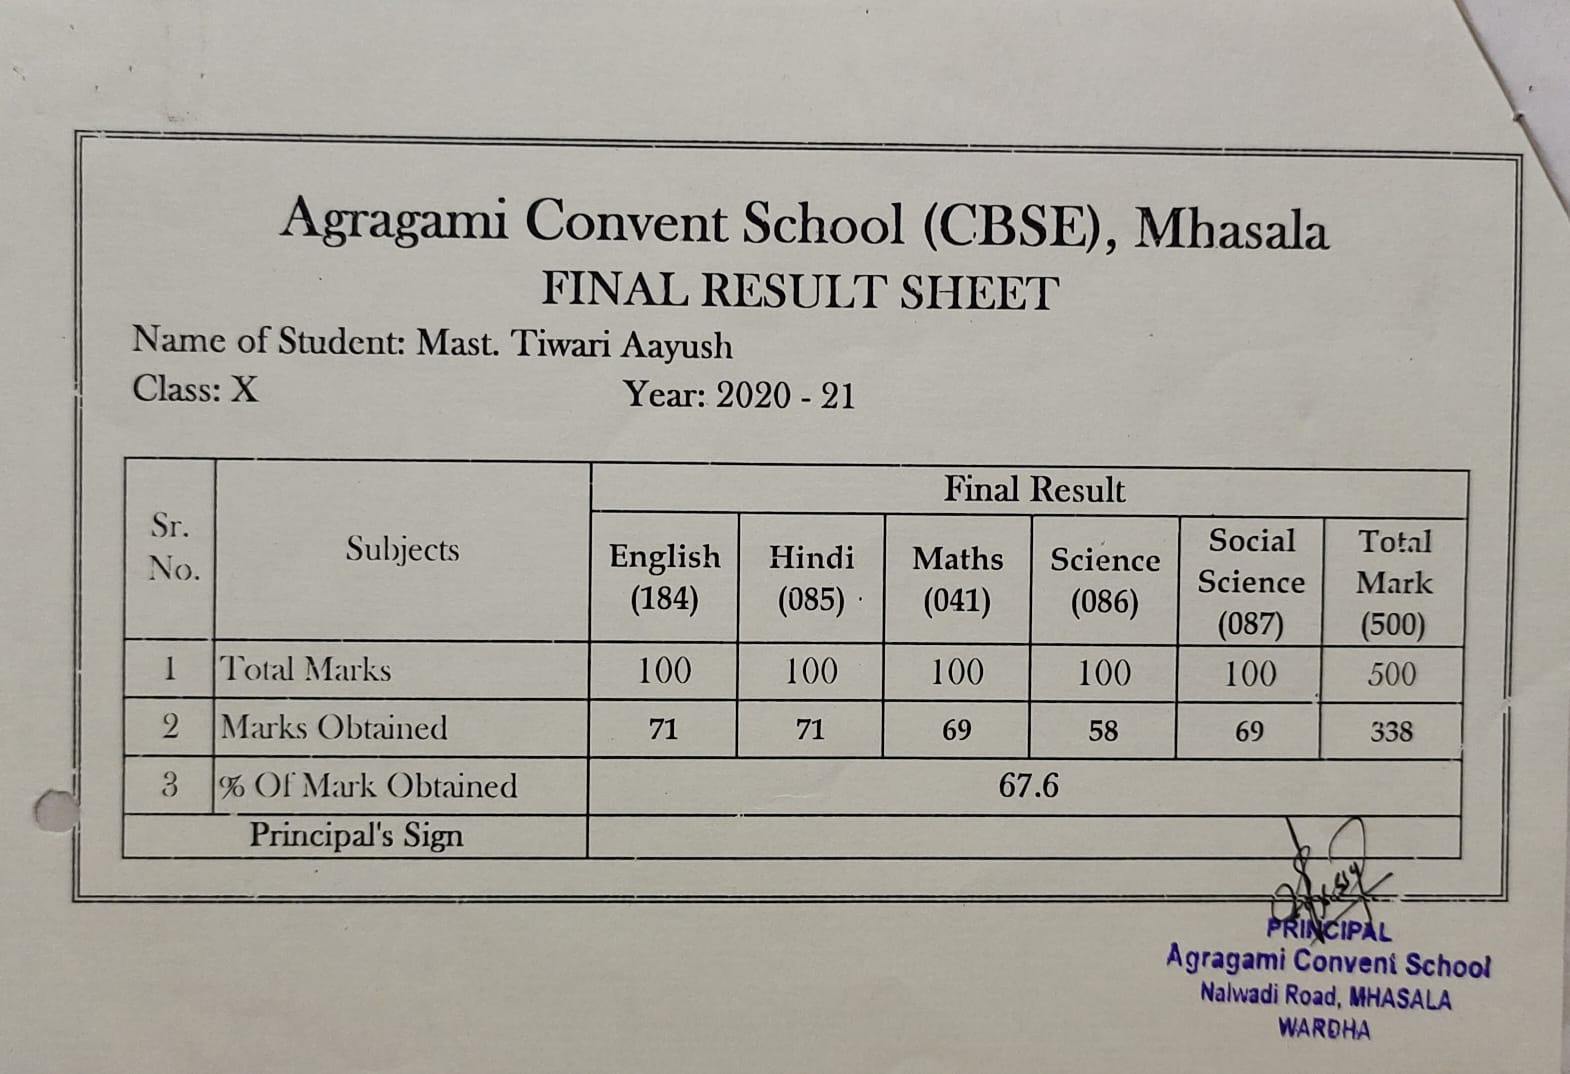 Agragami Convent School (CBSE), Mhasala
FINAL RESULT SHEET
Name of Student: Mast. Tiwari Aayush
Class: X Year: 2020 - 21
Sr. No. Subjects Final Result
English (184) Hindi (085) Maths (041) Science (086) Social Science (087) Total Mark (500)
1 Total Marks 100 100 100 100 100 500
2 Marks Obtained 71 71 69 58 69 338
3 % Of Mark Obtained 67.6
Principal's Sign
PRINCIPAL
Agragami Convent School
Nalwadi Road, MHASALA
WARDHA